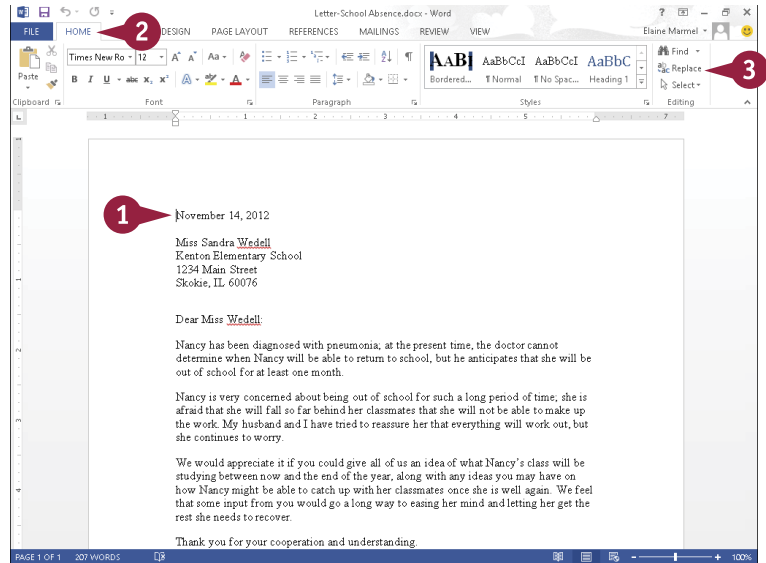 Letter-School Absence.docx - Word
FILE HOME DESIGN PAGE LAYOUT REFERENCES MAILINGS REVIEW VIEW Elaine Marmel
2
Times New Ro 12 Aa
Paste
B I U abc X₂ X² A A
AaBl AaBbCcI AaBbCcI AaBbC
Bordered... ¶ Normal ¶ No Spac... Heading 1
Find
Replace
Select
3
Clipboard Font Paragraph Styles Editing
1 1 2 3 4 5 7
1
November 14, 2012
Miss Sandra Wedell
Kenton Elementary School
1234 Main Street
Skokie, IL 60076
Dear Miss Wedell:
Nancy has been diagnosed with pneumonia; at the present time, the doctor cannot
determine when Nancy will be able to return to school, but he anticipates that she will be
out of school for at least one month.
Nancy is very concerned about being out of school for such a long period of time; she is
afraid that she will fall so far behind her classmates that she will not be able to make up
the work. My husband and I have tried to reassure her that everything will work out, but
she continues to worry.
We would appreciate it if you could give all of us an idea of what Nancy's class will be
studying between now and the end of the year, along with any ideas you may have on
how Nancy might be able to catch up with her classmates once she is well again. We feel
that some input from you would go a long way to easing her mind and letting her get the
rest she needs to recover.
Thank you for your cooperation and understanding.
PAGE 1 OF 1 207 WORDS 100%